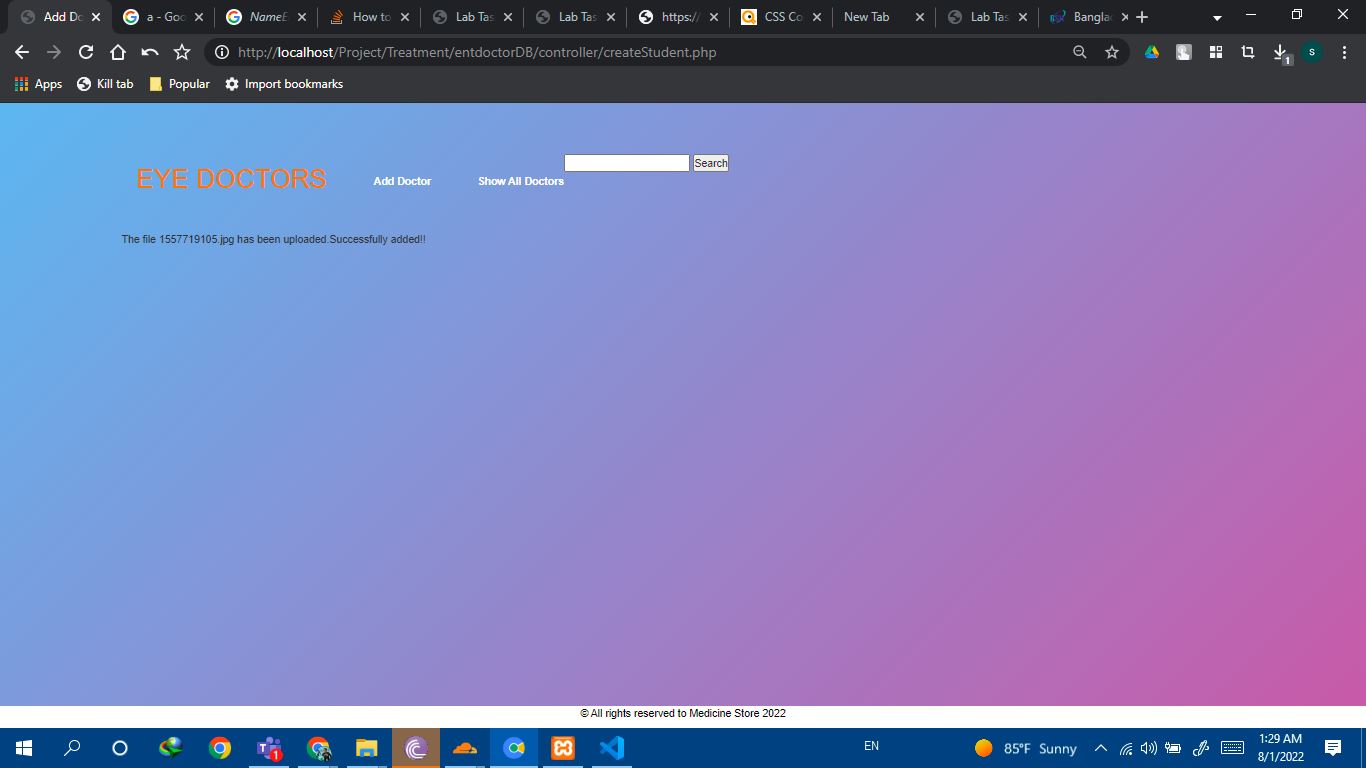 Add Do
a - Goo
NameE
How to
Lab Tas
Lab Tas
https:/
CSS Co
New Tab
Lab Tas
Banglac
http://localhost/Project/Treatment/entdoctorDB/controller/createStudent.php
S
1
Apps
Kill tab
Popular
Import bookmarks
EYE DOCTORS
Add Doctor
Show All Doctors
Search
The file 1557719105.jpg has been uploaded.Successfully added!!
© All rights reserved to Medicine Store 2022
1
EN
85°F Sunny
1:29 AM
8/1/2022